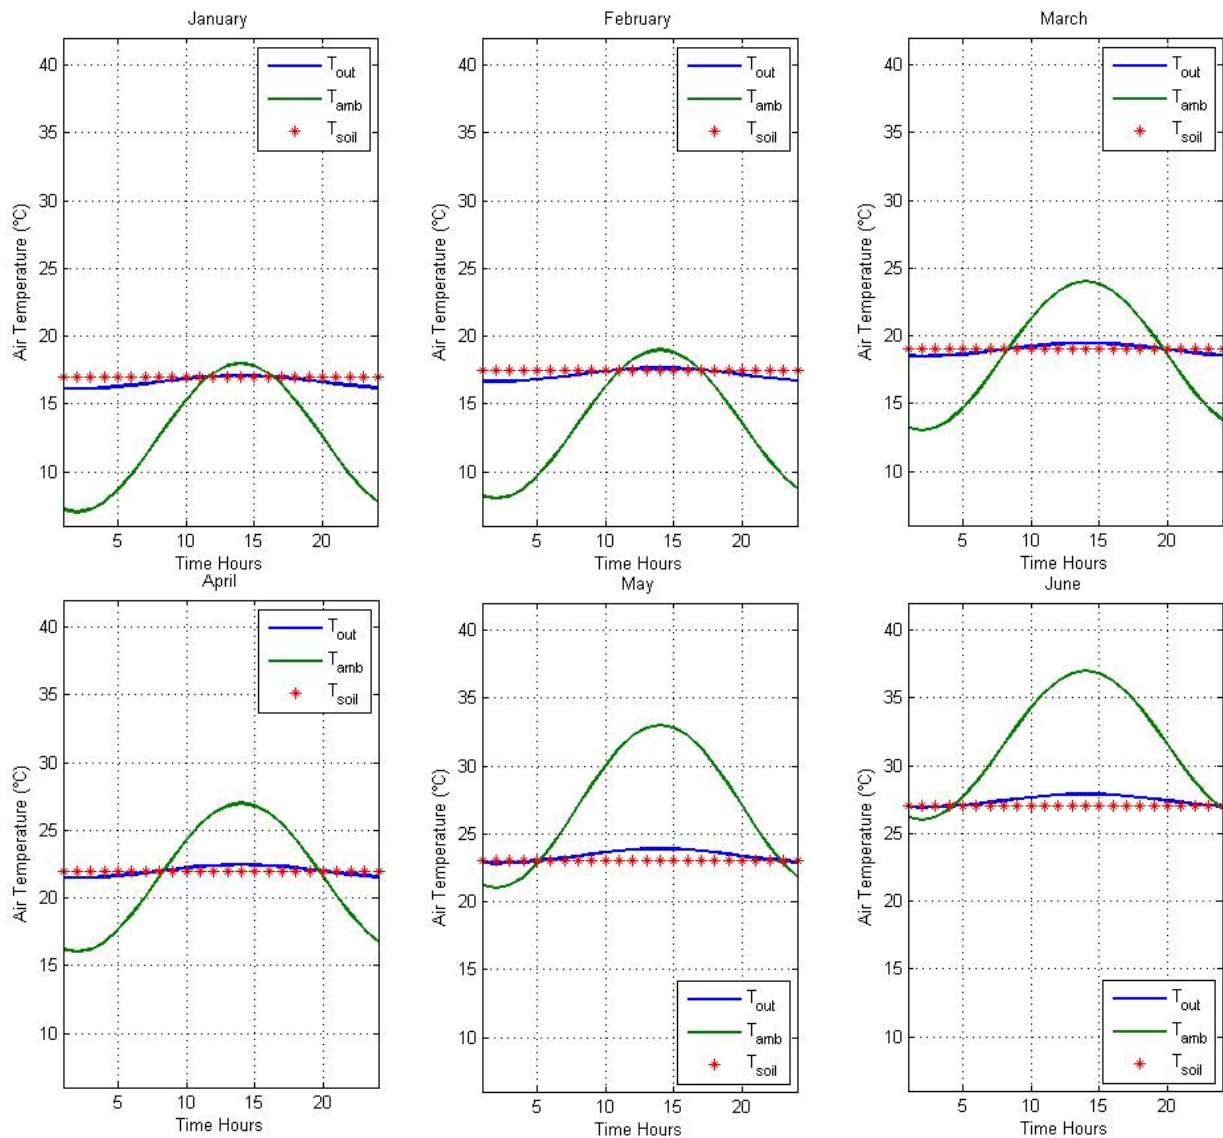 January
40
35
30
25
20
15
10
Air Temperature (°C)
T_out
T_amb
T_soil
5 10 15 20
Time Hours
February
40
35
30
25
20
15
10
Air Temperature (°C)
T_out
T_amb
T_soil
5 10 15 20
Time Hours
March
40
35
30
25
20
15
10
Air Temperature (°C)
T_out
T_amb
T_soil
5 10 15 20
Time Hours
April
40
35
30
25
20
15
10
Air Temperature (°C)
T_out
T_amb
T_soil
5 10 15 20
Time Hours
May
40
35
30
25
20
15
10
Air Temperature (°C)
T_out
T_amb
T_soil
5 10 15 20
Time Hours
June
40
35
30
25
20
15
10
Air Temperature (°C)
T_out
T_amb
T_soil
5 10 15 20
Time Hours